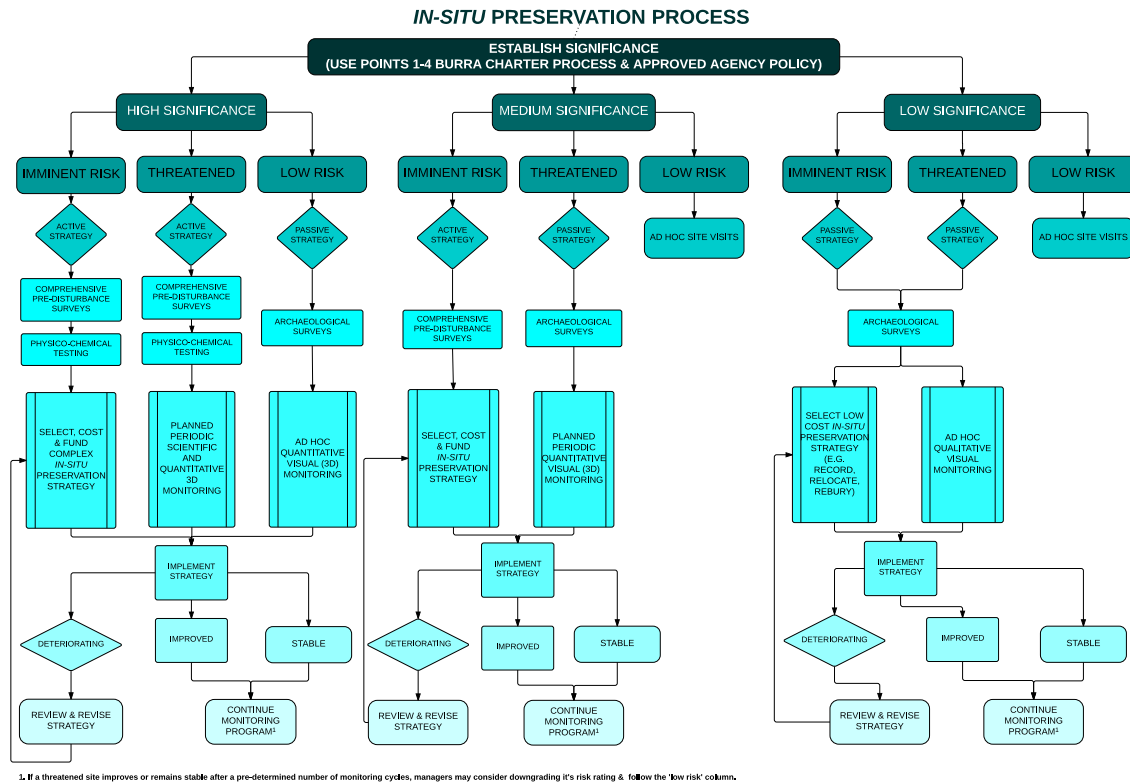 IN-SITU PRESERVATION PROCESS
ESTABLISH SIGNIFICANCE
(USE POINTS 1-4 BURRA CHARTER PROCESS & APPROVED AGENCY POLICY)
HIGH SIGNIFICANCE
MEDIUM SIGNIFICANCE
LOW SIGNIFICANCE
IMMINENT RISK
THREATENED
LOW RISK
IMMINENT RISK
THREATENED
LOW RISK
IMMINENT RISK
THREATENED
LOW RISK
ACTIVE
STRATEGY
ACTIVE
STRATEGY
PASSIVE
STRATEGY
ACTIVE
STRATEGY
PASSIVE
STRATEGY
AD HOC SITE VISITS
PASSIVE
STRATEGY
PASSIVE
STRATEGY
AD HOC SITE VISITS
COMPREHENSIVE
PRE-DISTURBANCE
SURVEYS
COMPREHENSIVE
PRE-DISTURBANCE
SURVEYS
ARCHAEOLOGICAL
SURVEYS
COMPREHENSIVE
PRE-DISTURBANCE
SURVEYS
ARCHAEOLOGICAL
SURVEYS
ARCHAEOLOGICAL
SURVEYS
PHYSICO-CHEMICAL
TESTING
PHYSICO-CHEMICAL
TESTING
SELECT, COST
& FUND
COMPLEX
IN-SITU
PRESERVATION
STRATEGY
PLANNED
PERIODIC
SCIENTIFIC
AND
QUANTITATIVE
3D
MONITORING
AD HOC
QUANTITATIVE
VISUAL (3D)
MONITORING
SELECT, COST
& FUND
IN-SITU
PRESERVATION
STRATEGY
PLANNED
PERIODIC
QUANTITATIVE
VISUAL (3D)
MONITORING
SELECT LOW
COST IN-SITU
PRESERVATION
STRATEGY
(E.G.
RECORD,
RELOCATE,
REBURY)
AD HOC
QUALITATIVE
VISUAL
MONITORING
IMPLEMENT
STRATEGY
IMPLEMENT
STRATEGY
IMPLEMENT
STRATEGY
DETERIORATING
IMPROVED
STABLE
DETERIORATING
IMPROVED
STABLE
DETERIORATING
IMPROVED
STABLE
REVIEW & REVISE
STRATEGY
CONTINUE
MONITORING
PROGRAM¹
REVIEW & REVISE
STRATEGY
CONTINUE
MONITORING
PROGRAM¹
REVIEW & REVISE
STRATEGY
CONTINUE
MONITORING
PROGRAM¹
1. If a threatened site improves or remains stable after a pre-determined number of monitoring cycles, managers may consider downgrading it's risk rating & follow the 'low risk' column.